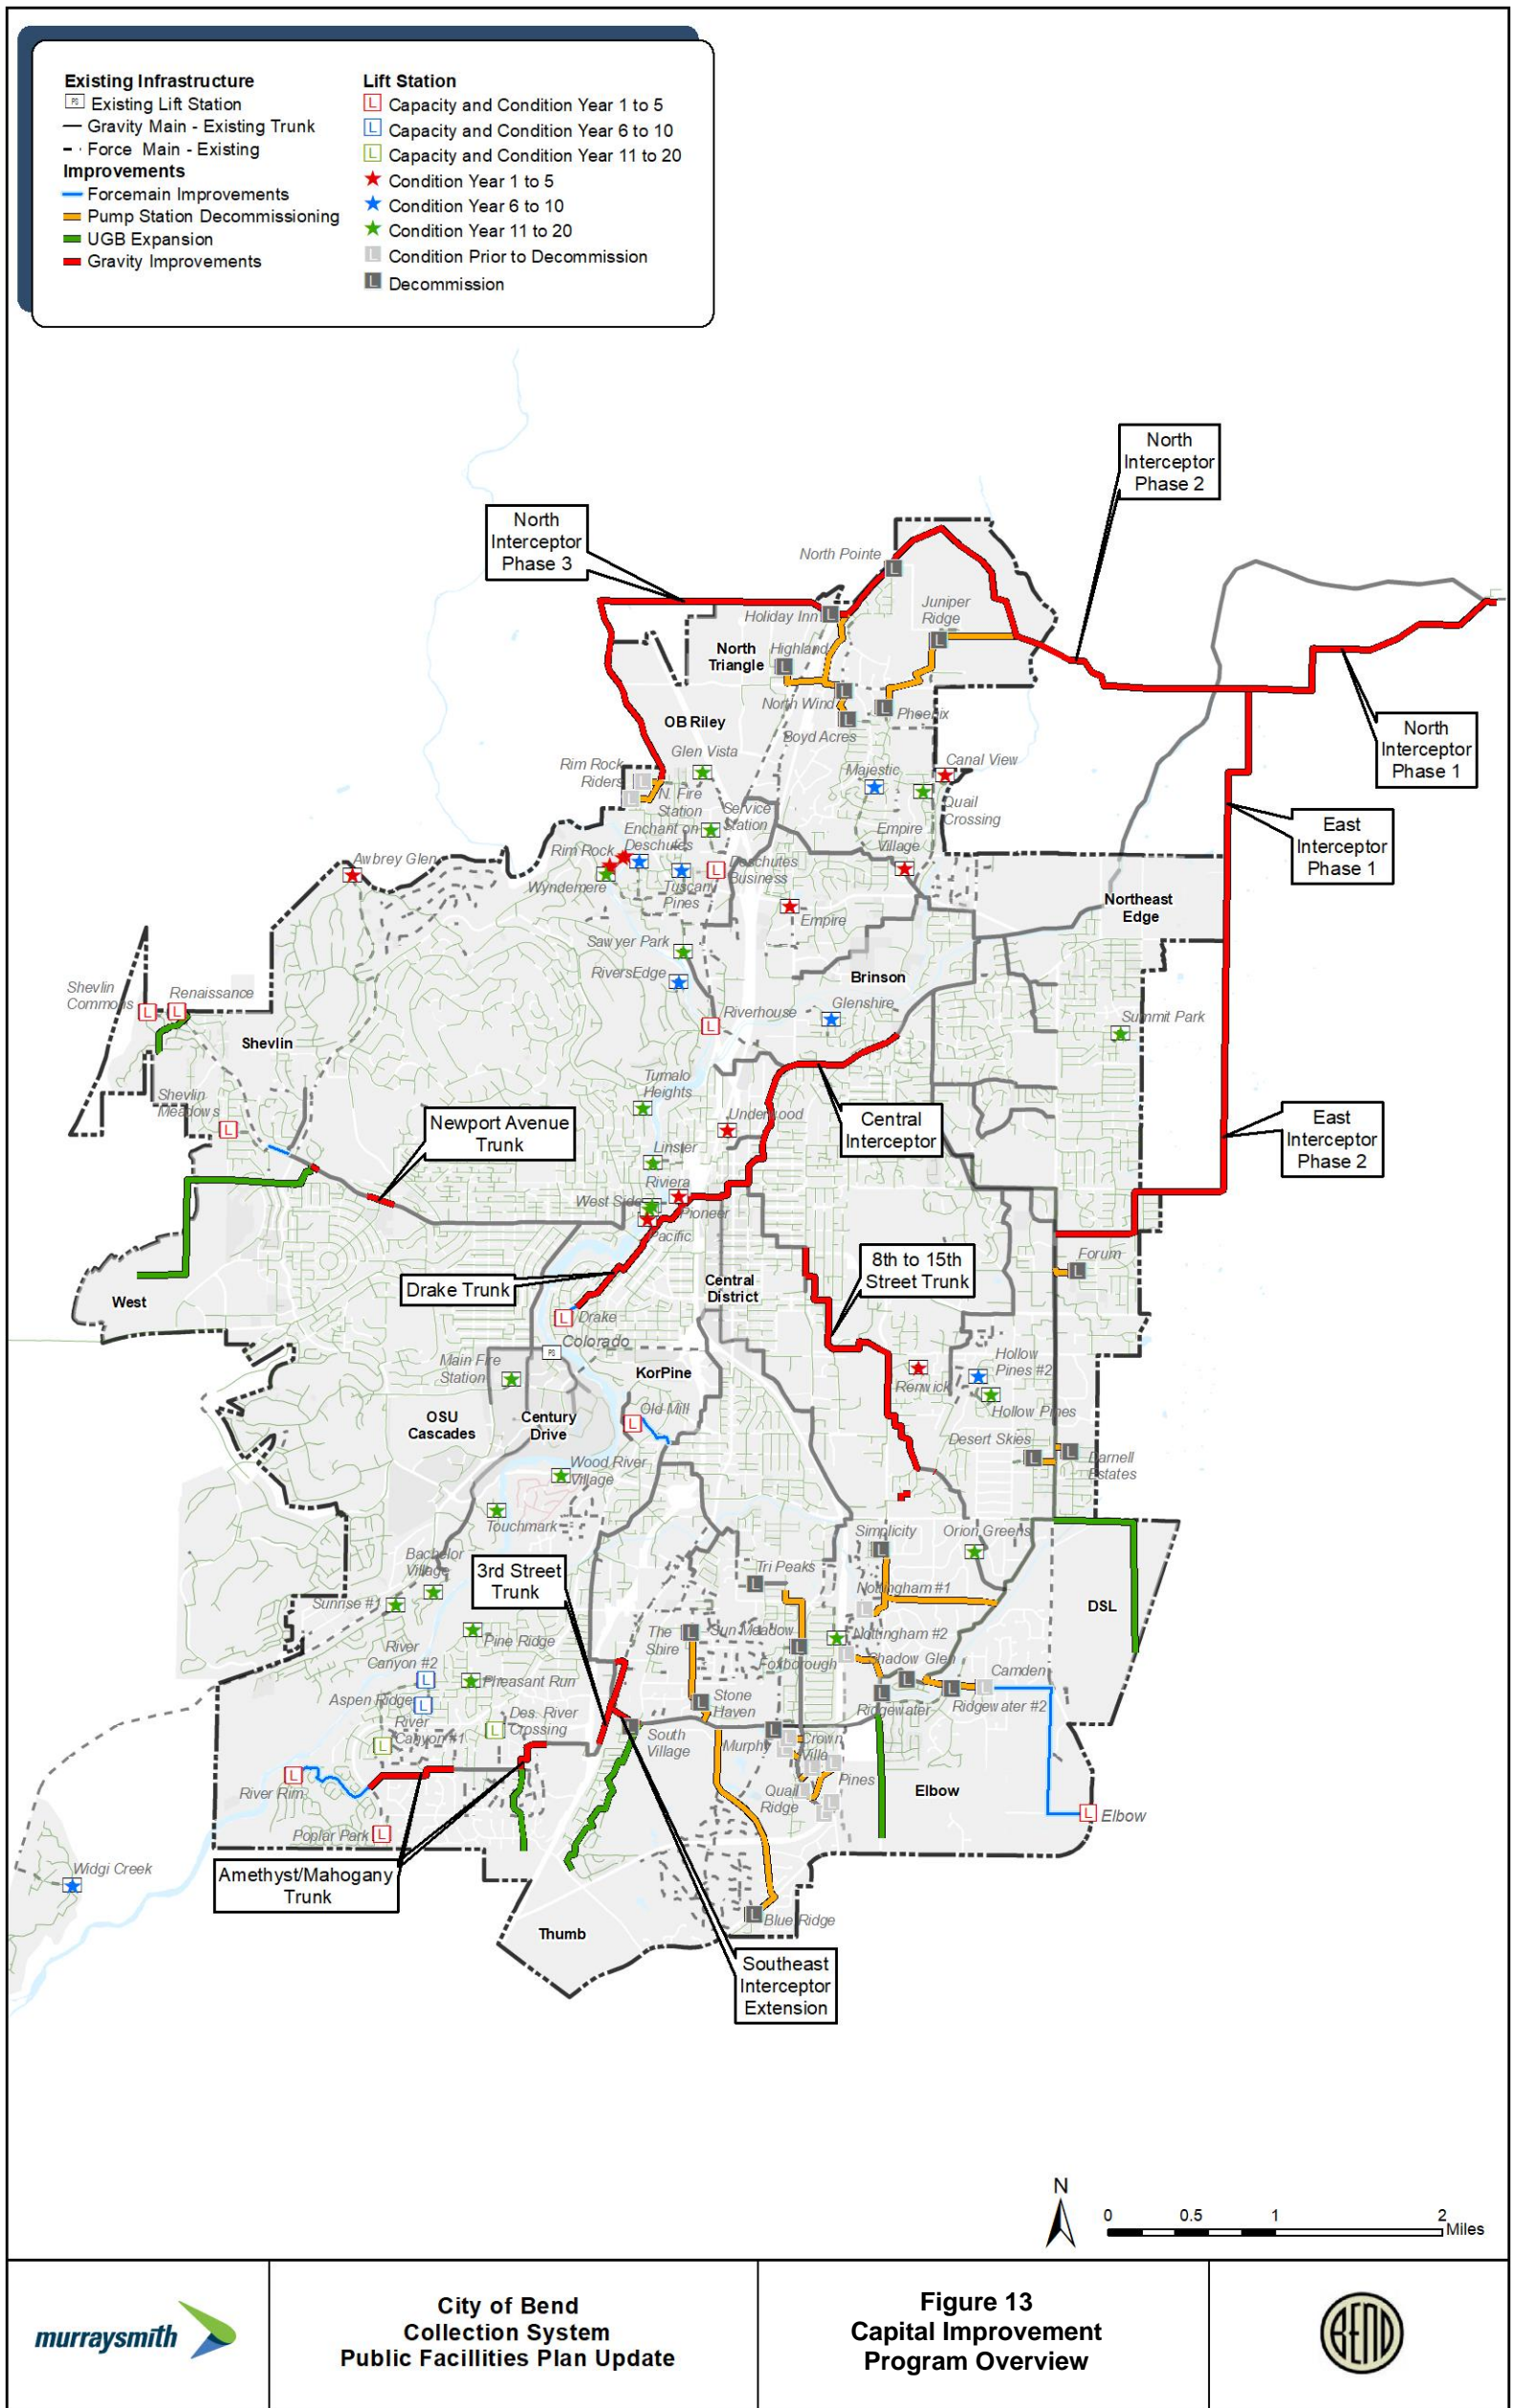 Existing Infrastructure
PS Existing Lift Station
Gravity Main - Existing Trunk
Force Main - Existing
Improvements
Forcemain Improvements
Pump Station Decommissioning
UGB Expansion
Gravity Improvements
Lift Station
L Capacity and Condition Year 1 to 5
L Capacity and Condition Year 6 to 10
L Capacity and Condition Year 11 to 20
Condition Year 1 to 5
Condition Year 6 to 10
Condition Year 11 to 20
L Condition Prior to Decommission
L Decommission
North
Interceptor
Phase 2
North
Interceptor
Phase 3
North Pointe
Holiday Inn
Juniper
Ridge
North
Triangle
Highland
North Wind
Phoenix
Boyd Acres
OB Riley
North
Interceptor
Phase 1
Glen Vista
Rim Rock
Riders
N. Fire
Station
Service
Station
Majestic
Canal View
Quail
Crossing
East
Interceptor
Phase 1
Enchant on
Deschutes
Empire
Village
Rim Rock
Awbrey Glen
Wyndemere
Tuscany
Pines
Deschutes
Business
Northeast
Edge
Empire
Sawyer Park
RiversEdge
Brinson
Shevlin
Commons
Renaissance
Glenshire
Riverhouse
Summit Park
Shevlin
Tumalo
Heights
Shevlin
Meadows
Newport Avenue
Trunk
Underwood
Central
Interceptor
East
Interceptor
Phase 2
Linster
Riviera
West Side
Pioneer
Pacific
8th to 15th
Street Trunk
Forum
Drake Trunk
Central
District
West
Drake
Colorado
Main Fire
Station
KorPine
Hollow
Pines #2
Renwick
Hollow Pines
OSU
Cascades
Century
Drive
Old Mill
Desert Skies
Darnell
Estates
Wood River
Village
Touchmark
Simplicity
Orion Greens
Bachelor
Village
3rd Street
Trunk
Tri Peaks
Nottingham #1
DSL
Sunrise #1
Pine Ridge
The
Shire
Sun Meadow
Nottingham #2
River
Canyon #2
Foxborough
Shadow Glen
Camden
Pheasant Run
Aspen Ridge
Stone
Haven
Ridgewater
Ridgewater #2
River
Canyon #1
Des. River
Crossing
South
Village
Murphy
Crown
Villa
Pines
Quail
Ridge
Elbow
Elbow
River Rim
Poplar Park
Amethyst/Mahogany
Trunk
Widgi Creek
Blue Ridge
Thumb
Southeast
Interceptor
Extension
N
0 0.5 1 2
Miles
murraysmith
City of Bend
Collection System
Public Facillities Plan Update
Figure 13
Capital Improvement
Program Overview
BEND